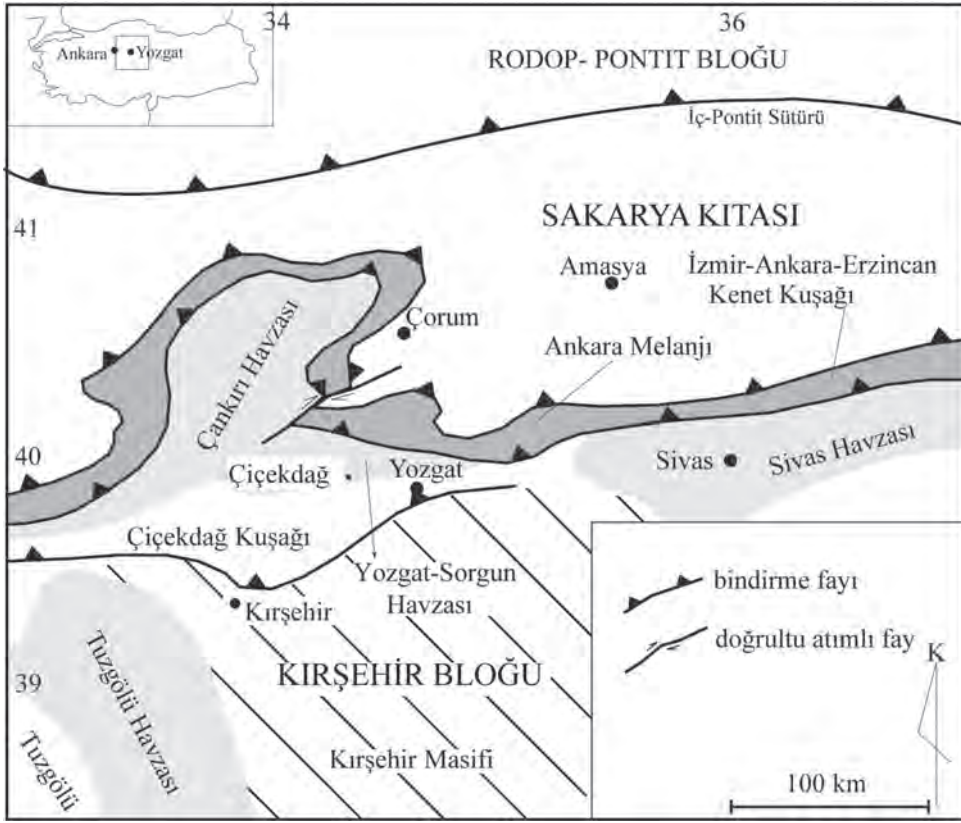 34
36
Ankara
Yozgat
RODOP- PONTIT BLOĞU
İç-Pontit Sütürü
41
SAKARYA KITASI
Amasya
İzmir-Ankara-Erzincan
Kenet Kuşağı
Çorum
Ankara Melanjı
Çankırı Havzası
40
Çiçekdağ
Yozgat
Sivas
Sivas Havzası
Çiçekdağ Kuşağı
Yozgat-Sorgun
Havzası
Kırşehir
bindirme fayı
doğrultu atımlı fay
K
39
KIRŞEHİR BLOĞU
Tuzgölü Havzası
Tuzgölü
Kırşehir Masifi
100 km